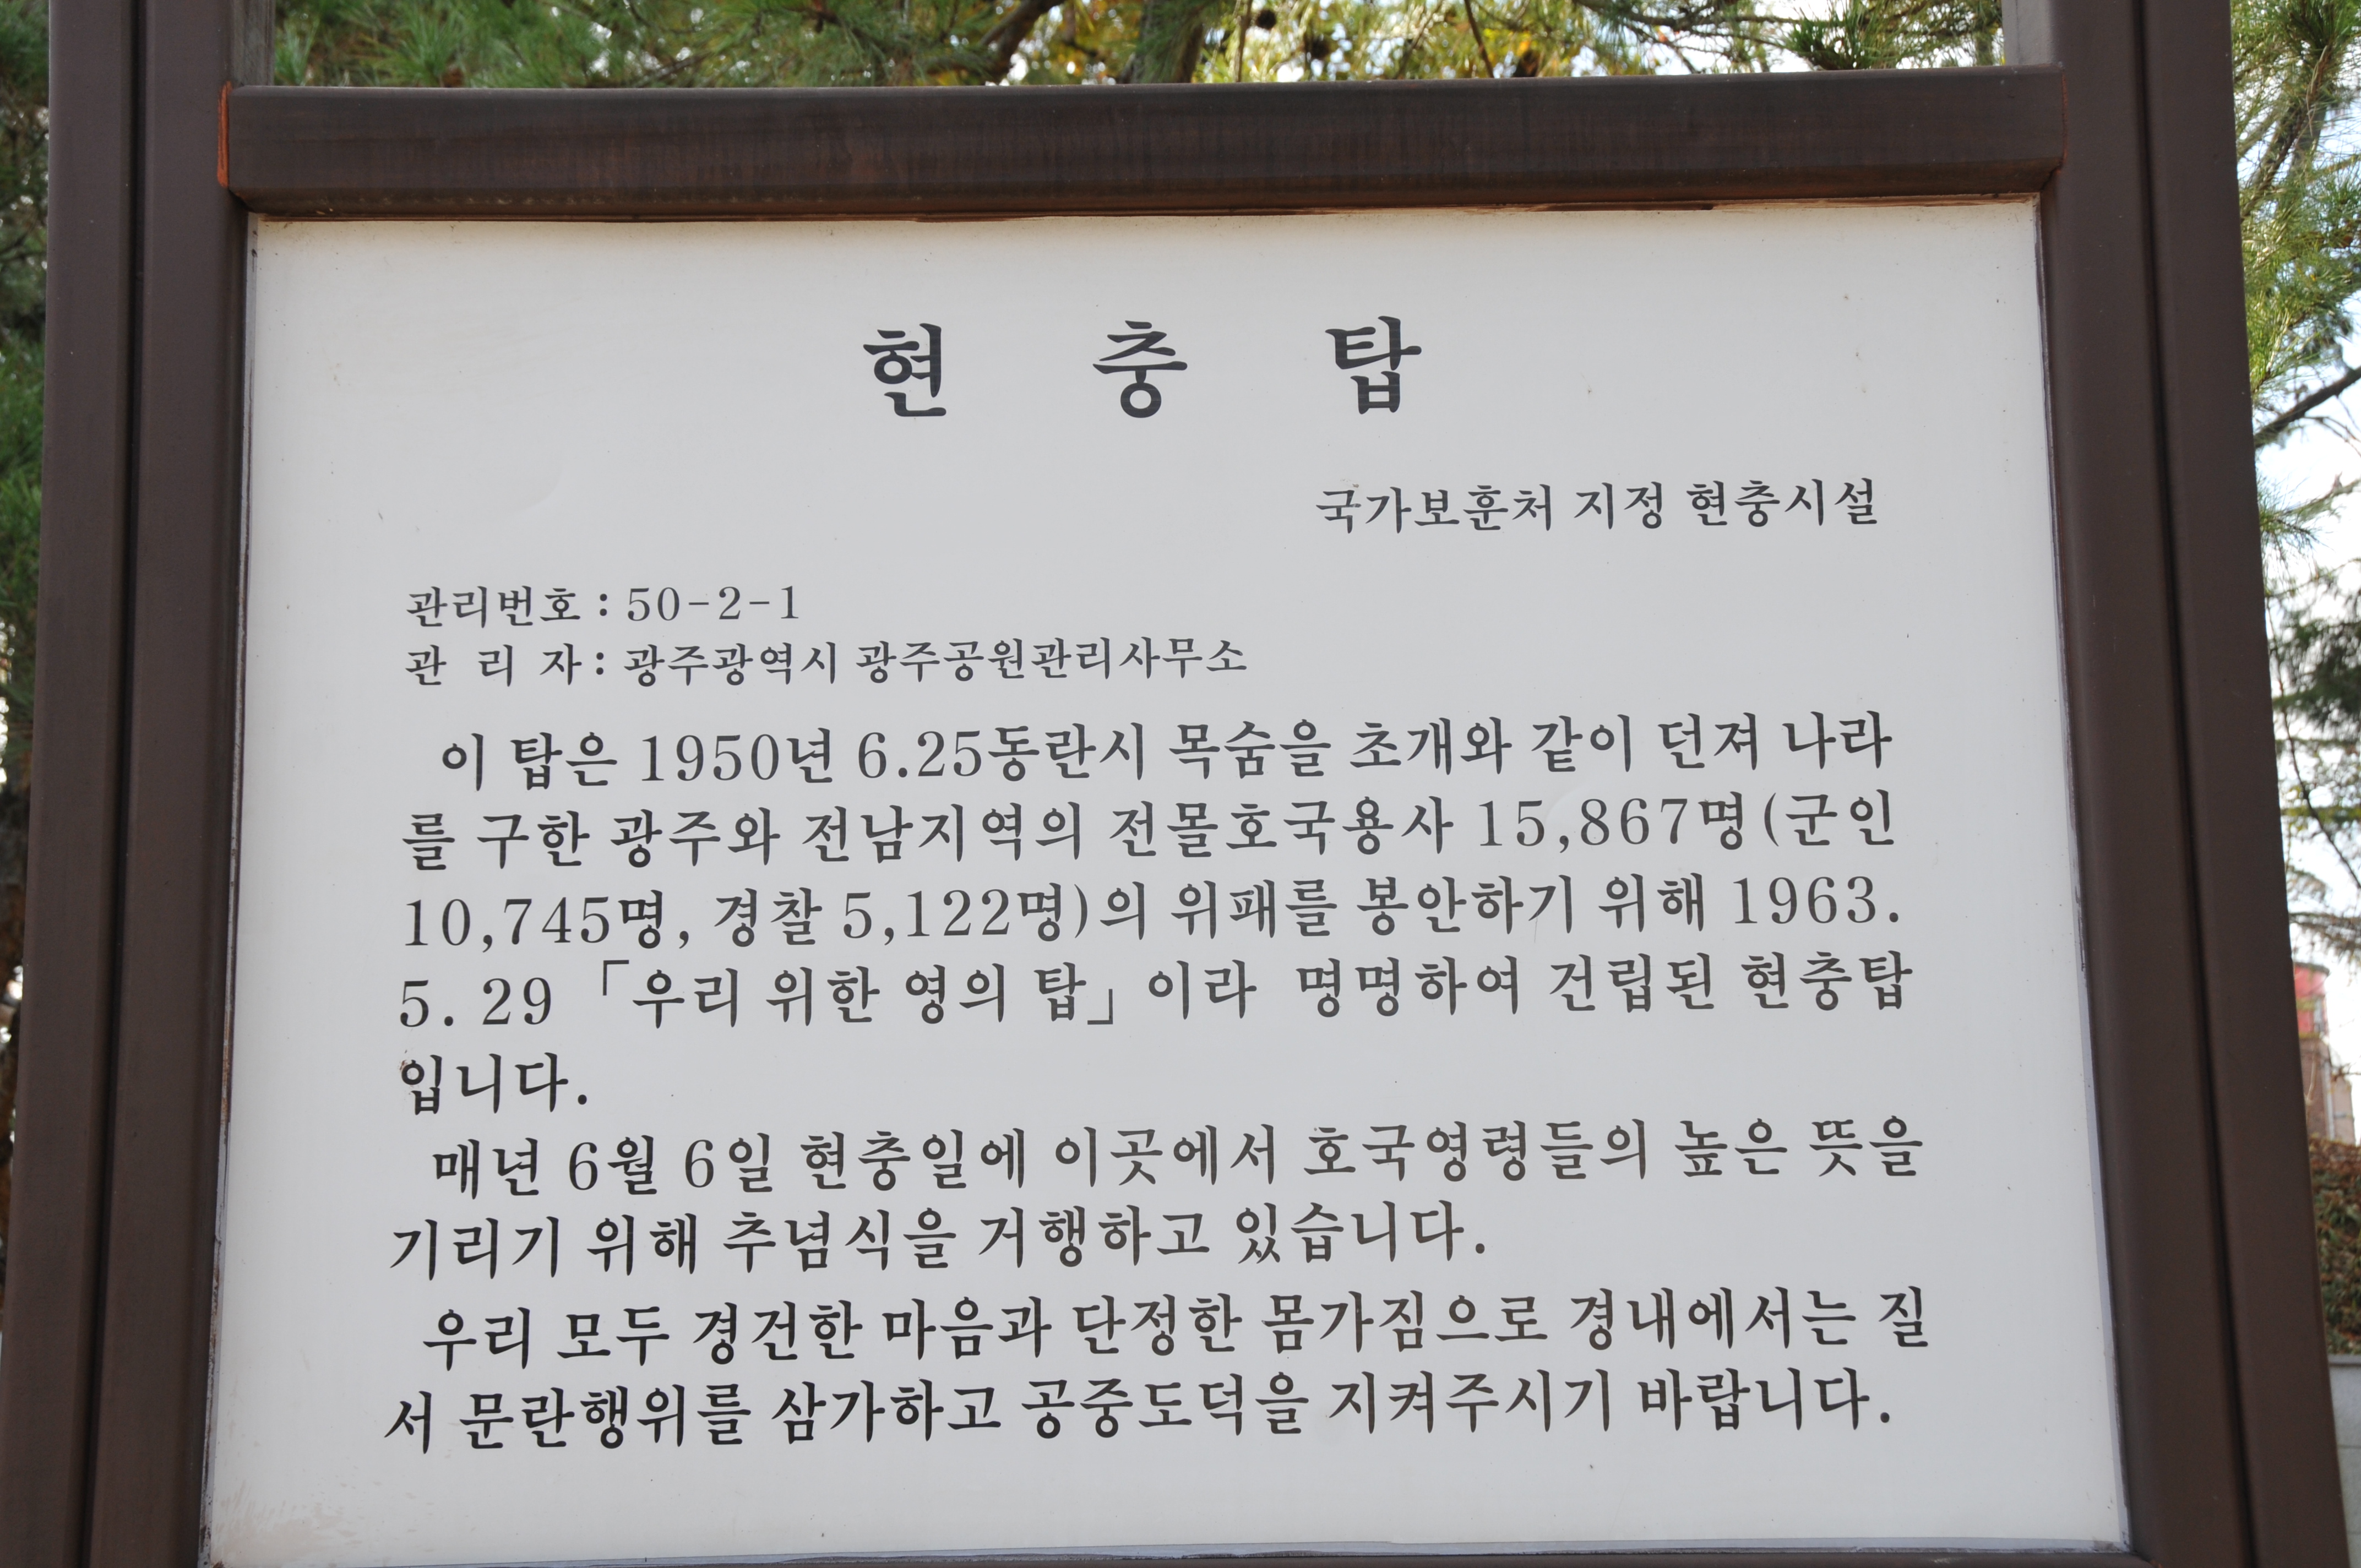 현 충 탑
국가보훈처 지정 현충시설
관리번호 : 50-2-1
관 리 자 : 광주광역시 광주공원관리사무소
이 탑은 1950년 6.25동란시 목숨을 초개와 같이 던져 나라
를 구한 광주와 전남지역의 전몰호국용사 15,867명(군인
10,745명, 경찰 5,122명)의 위패를 봉안하기 위해 1963.
5. 29 「우리 위한 영의 탑」이라 명명하여 건립된 현충탑
입니다.
매년 6월 6일 현충일에 이곳에서 호국영령들의 높은 뜻을
기리기 위해 추념식을 거행하고 있습니다.
우리 모두 경건한 마음과 단정한 몸가짐으로 경내에서는 질
서 문란행위를 삼가하고 공중도덕을 지켜주시기 바랍니다.